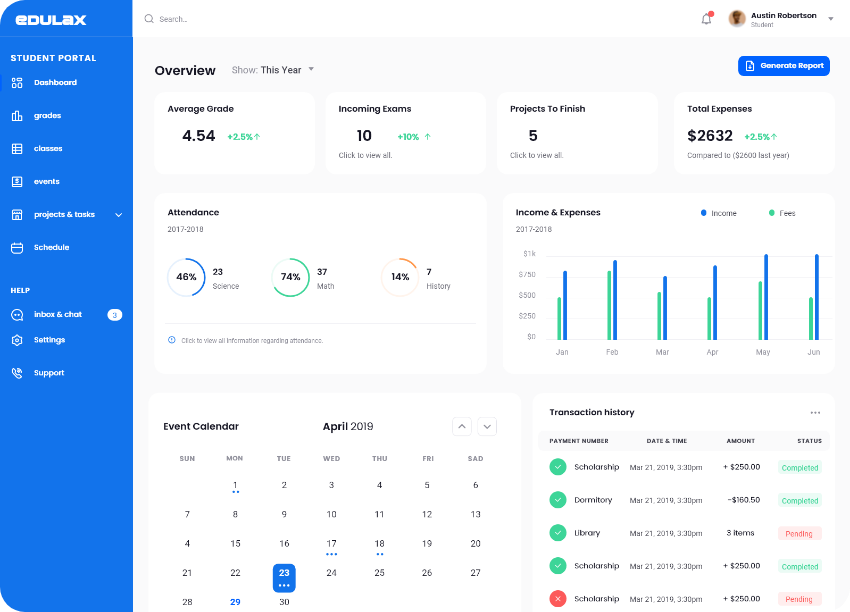 EDULAX
Search..
Austin Robertson
Student
STUDENT PORTAL
Dashboard
grades
classes
events
projects & tasks
Schedule
HELP
inbox & chat 3
Settings
Support
Overview Show: This Year
Generate Report
Average Grade
4.54 +2.5%↑
Incoming Exams
10 +10% ↑
Click to view all.
Projects To Finish
5
Click to view all.
Total Expenses
$2632 +2.5%↑
Compared to ($2600 last year)
Attendance
2017-2018
46% 23 Science
74% 37 Math
14% 7 History
Click to view all information regarding attendance.
Income & Expenses
Income Fees
2017-2018
$1k
$750
$500
$250
$0
Jan Feb Mar Apr May Jun
Event Calendar April 2019
SUN MON TUE WED THU FRI SAD
1 2 3 4 5 6
7 8 9 10 11 12 13
4 15 16 17 18 19 20
21 22 23 24 25 26 27
28 29 30
Transaction history
PAYMENT NUMBER DATE & TIME AMOUNT STATUS
Scholarship Mar 21, 2019, 3:30pm + $250.00 Completed
Dormitory Mar 21, 2019, 3:30pm -$160.50 Completed
Library Mar 21, 2019, 3:30pm 3 items Pending
Scholarship Mar 21, 2019, 3:30pm + $250.00 Completed
Scholarship Mar 21, 2019, 3:30pm + $250.00 Pending